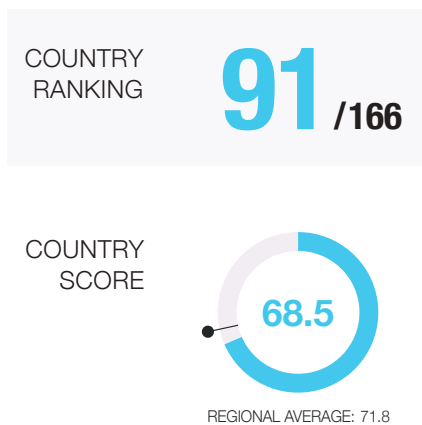 COUNTRY
RANKING
91 /166
COUNTRY
SCORE
68.5
REGIONAL AVERAGE: 71.8